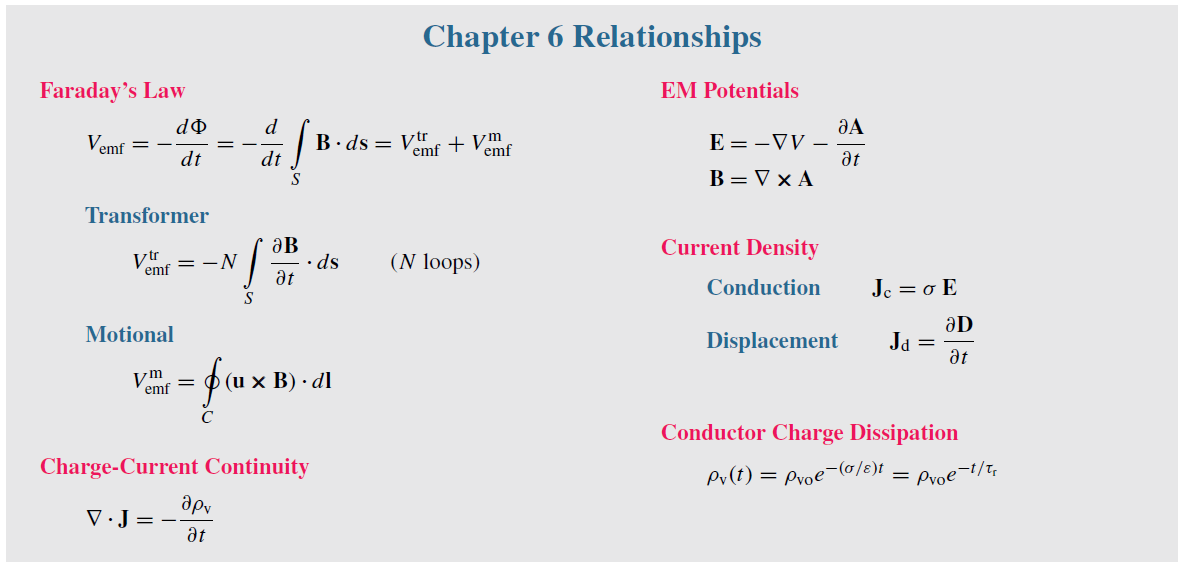 Chapter 6 Relationships
Faraday's Law
V_emf = −dΦ/dt = −d/dt ∫_S B · ds = V_emf^tr + V_emf^m
Transformer
V_emf^tr = −N ∫_S ∂B/∂t · ds (N loops)
Motional
V_emf^m = ∮_C (u × B) · dl
Charge-Current Continuity
∇ · J = −∂ρ_v/∂t
EM Potentials
E = −∇V − ∂A/∂t
B = ∇ × A
Current Density
Conduction J_c = σ E
Displacement J_d = ∂D/∂t
Conductor Charge Dissipation
ρ_v(t) = ρ_vo e^−(σ/ε)t = ρ_vo e^−t/τ_r